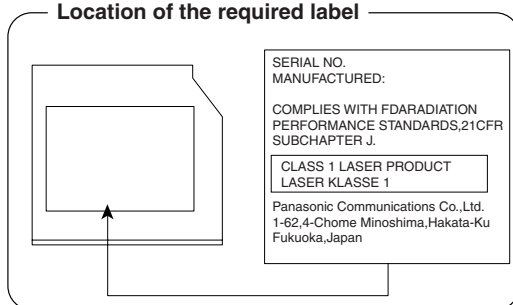 Location of the required label
SERIAL NO.
MANUFACTURED:
COMPLIES WITH FDARADIATION
PERFORMANCE STANDARDS,21CFR
SUBCHAPTER J.
CLASS 1 LASER PRODUCT
LASER KLASSE 1
Panasonic Communications Co.,Ltd.
1-62,4-Chome Minoshima,Hakata-Ku
Fukuoka,Japan